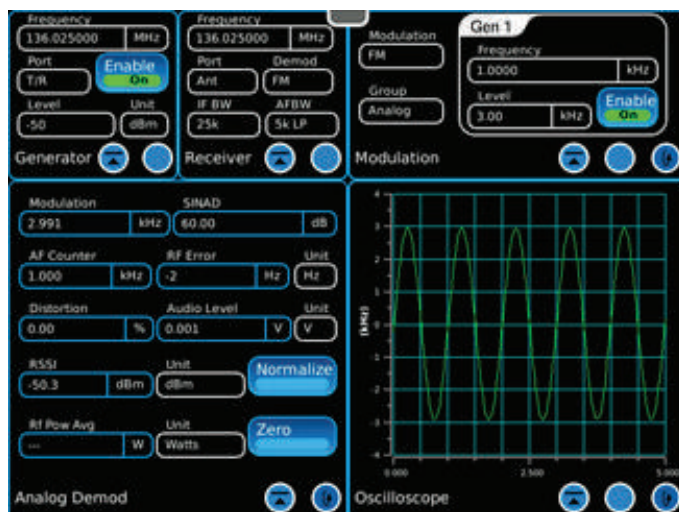 Frequency
136.025000 MHz
Port
T/R
Enable
On
Level Unit
-50 dBm
Generator
Frequency
136.025000 MHz
Port Demod
Ant FM
IF BW AFBW
25k 5k LP
Receiver
Modulation
FM
Group
Analog
Gen 1
Frequency
1.0000 kHz
Level
3.00 kHz
Enable
On
Modulation
Modulation SINAD
2.991 kHz 60.00 dB
AF Counter RF Error Unit
1.000 kHz -2 Hz Hz
Distortion Audio Level Unit
0.00 % 0.001 V V
RSSI Unit
-50.3 dBm dBm
Normalize
Rf Pow Avg Unit
--- W Watts
Zero
Analog Demod
4
3
2
1
0
-1
-2
-3
-4
(kHz)
0.000 2.500 5.000
Oscilloscope